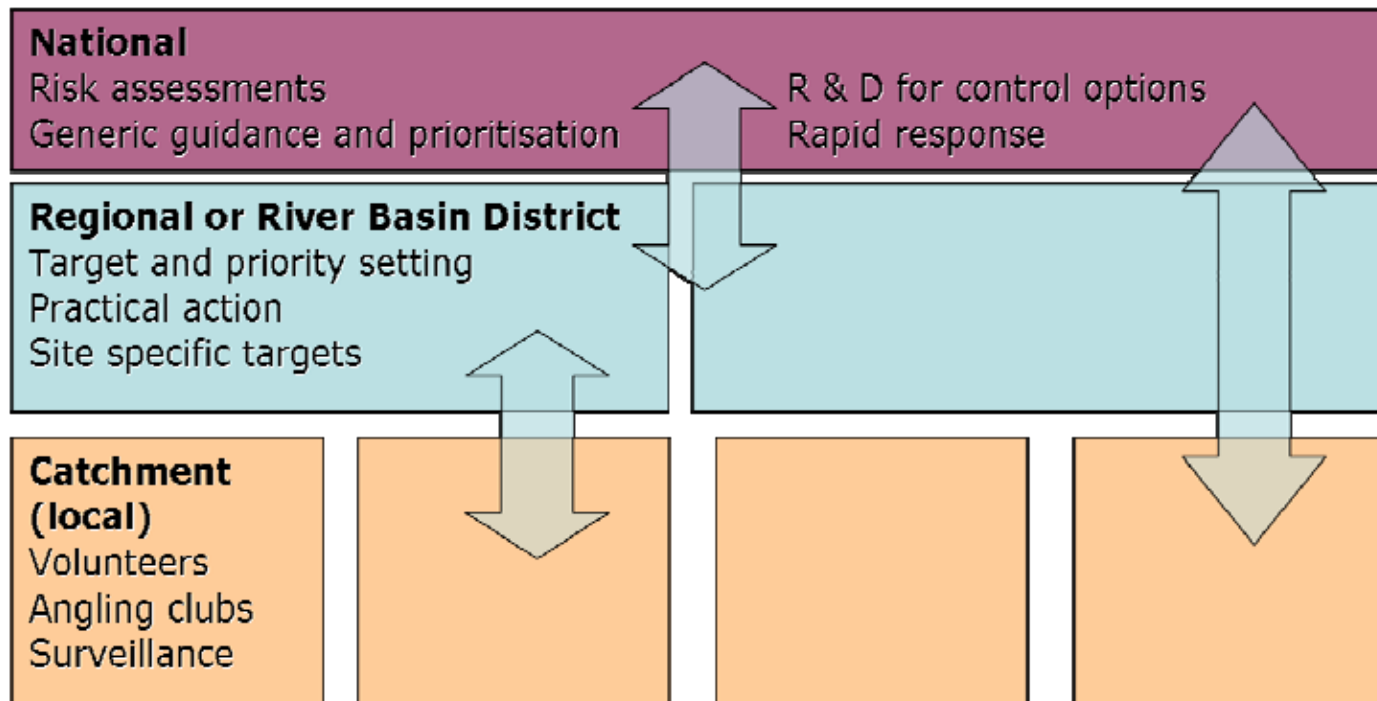 National
Risk assessments
Generic guidance and prioritisation
R & D for control options
Rapid response
Regional or River Basin District
Target and priority setting
Practical action
Site specific targets
Catchment
(local)
Volunteers
Angling clubs
Surveillance